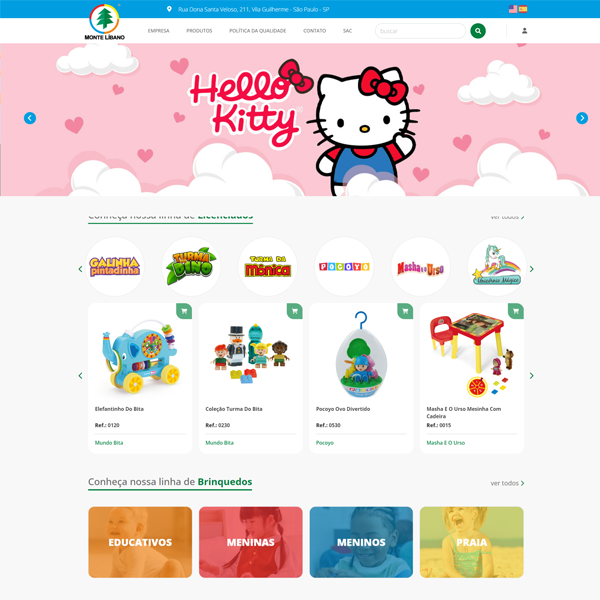 Rua Dona Santa Veloso, 211, Vila Guilherme - São Paulo - SP
MONTE LÍBANO
EMPRESA
PRODUTOS
POLÍTICA DA QUALIDADE
CONTATO
SAC
buscar
Hello
Kitty
Conheça nossa linha de Licenciados
ver todos
GALINHA
pintadinha
TURMA
DINO
TURMA DA
Mônica
POCOYO
Masha e o Urso
Unicórnio Mágico
Elefantinho Do Bita
Ref.: 0120
Mundo Bita
Coleção Turma Do Bita
Ref.: 0230
Mundo Bita
Pocoyo Ovo Divertido
Ref.: 0530
Pocoyo
Masha E O Urso Mesinha Com
Cadeira
Ref.: 0015
Masha E O Urso
Conheça nossa linha de Brinquedos
ver todos
EDUCATIVOS
MENINAS
MENINOS
PRAIA